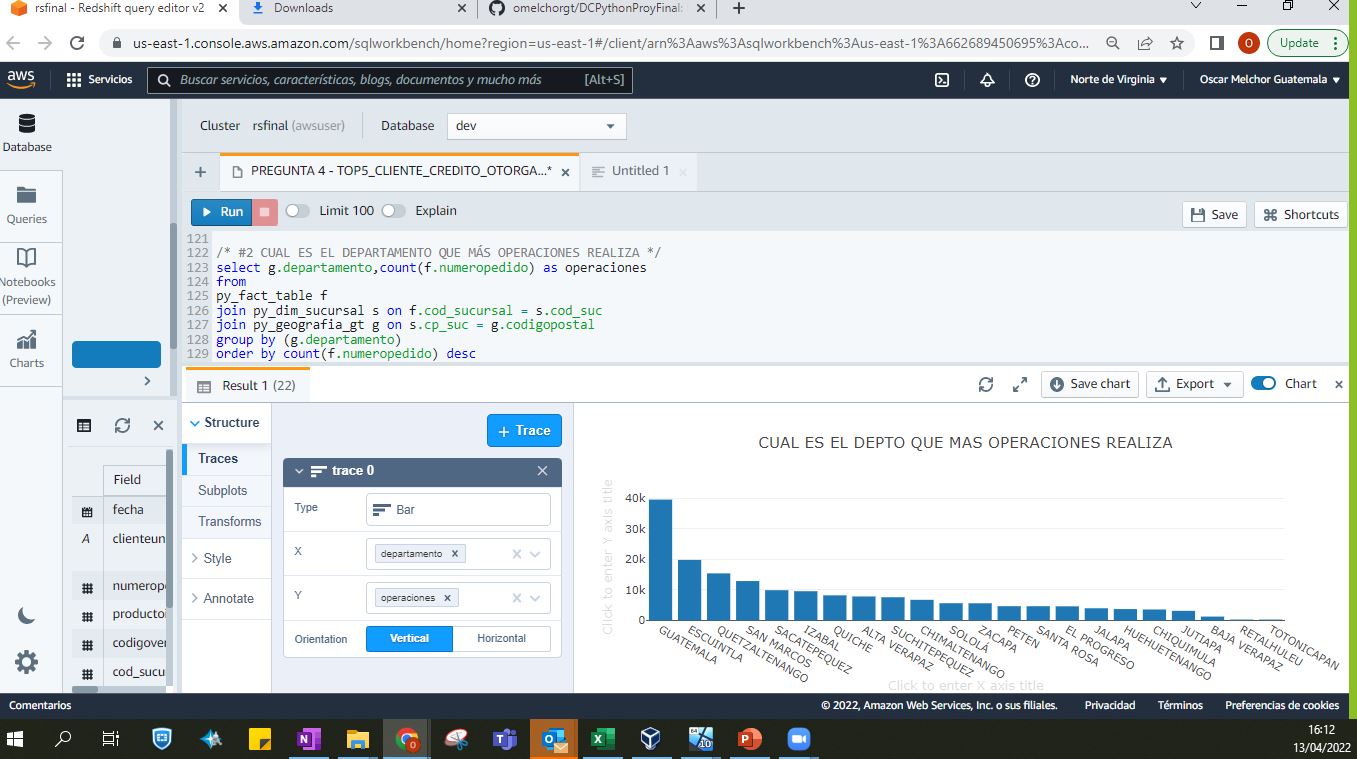 rsfinal - Redshift query editor v2
Downloads
omelchorgt/DCPythonProyFinal:
us-east-1.console.aws.amazon.com/sqlworkbench/home?region=us-east-1#/client/arn%3Aaws%3Asqlworkbench%3Aus-east-1%3A662689450695%3Aco...
O
Update
aws
Servicios
Buscar servicios, características, blogs, documentos y mucho más
[Alt+S]
Norte de Virginia
Oscar Melchor Guatemala
Database
Queries
Notebooks
(Preview)
Charts
Cluster rsfinal (awsuser)
Database dev
PREGUNTA 4 - TOP5_CLIENTE_CREDITO_OTORGA...*
Untitled 1
Run
Limit 100
Explain
Save
Shortcuts
121
122 /* #2 CUAL ES EL DEPARTAMENTO QUE MÁS OPERACIONES REALIZA */
123 select g.departamento,count(f.numeropedido) as operaciones
124 from
125 py_fact_table f
126 join py_dim_sucursal s on f.cod_sucursal = s.cod_suc
127 join py_geografia_gt g on s.cp_suc = g.codigopostal
128 group by (g.departamento)
129 order by count(f.numeropedido) desc
Result 1 (22)
Save chart
Export
Chart
Field
fecha
clienteun
numerope
productoi
codigover
cod_sucu
Structure
Traces
Subplots
Transforms
Style
Annotate
+ Trace
trace 0
Type
Bar
X
departamento
Y
operaciones
Orientation
Vertical
Horizontal
CUAL ES EL DEPTO QUE MAS OPERACIONES REALIZA
Click to enter Y axis title
40k
30k
20k
10k
0
GUATEMALA
ESCUINTLA
QUETZALTENANGO
SAN MARCOS
SACATEPEQUEZ
IZABAL
QUICHE
ALTA VERAPAZ
SUCHITEPEQUEZ
CHIMALTENANGO
SOLOLÁ
ZACAPA
PETEN
SANTA ROSA
EL PROGRESO
JALAPA
HUEHUETENANGO
CHIQUIMULA
JUTIAPA
BAJA VERAPAZ
RETALHULEU
TOTONICAPAN
Click to enter X axis title
Comentarios
© 2022, Amazon Web Services, Inc. o sus filiales.
Privacidad
Términos
Preferencias de cookies
16:12
13/04/2022